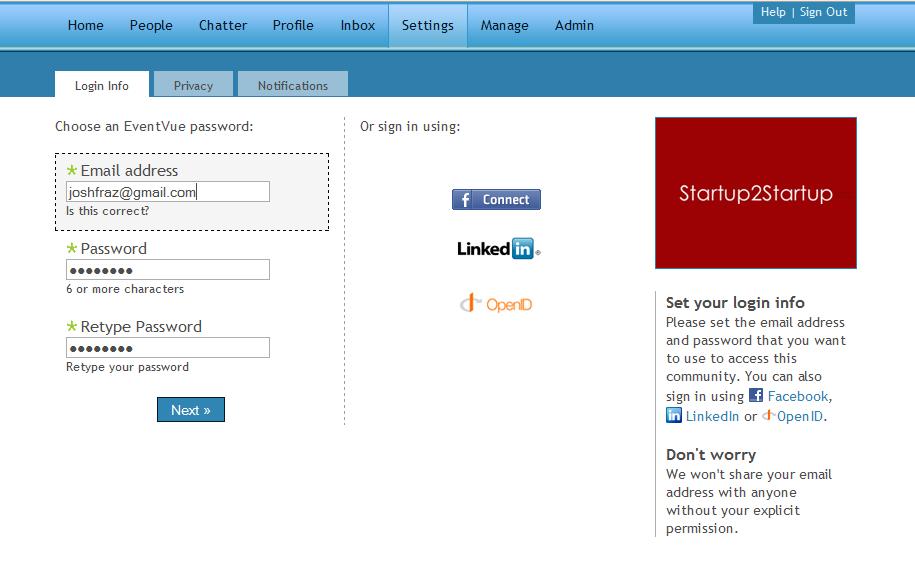 Help | Sign Out
Home People Chatter Profile Inbox Settings Manage Admin
Login Info Privacy Notifications
Choose an EventVue password:
* Email address
joshfraz@gmail.com
Is this correct?
* Password
●●●●●●●●
6 or more characters
* Retype Password
●●●●●●●●
Retype your password
Next »
Or sign in using:
f Connect
Linked in®
OpenID
Startup2Startup
Set your login info
Please set the email address
and password that you want
to use to access this
community. You can also
sign in using f Facebook,
in LinkedIn or OpenID.
Don't worry
We won't share your email
address with anyone
without your explicit
permission.